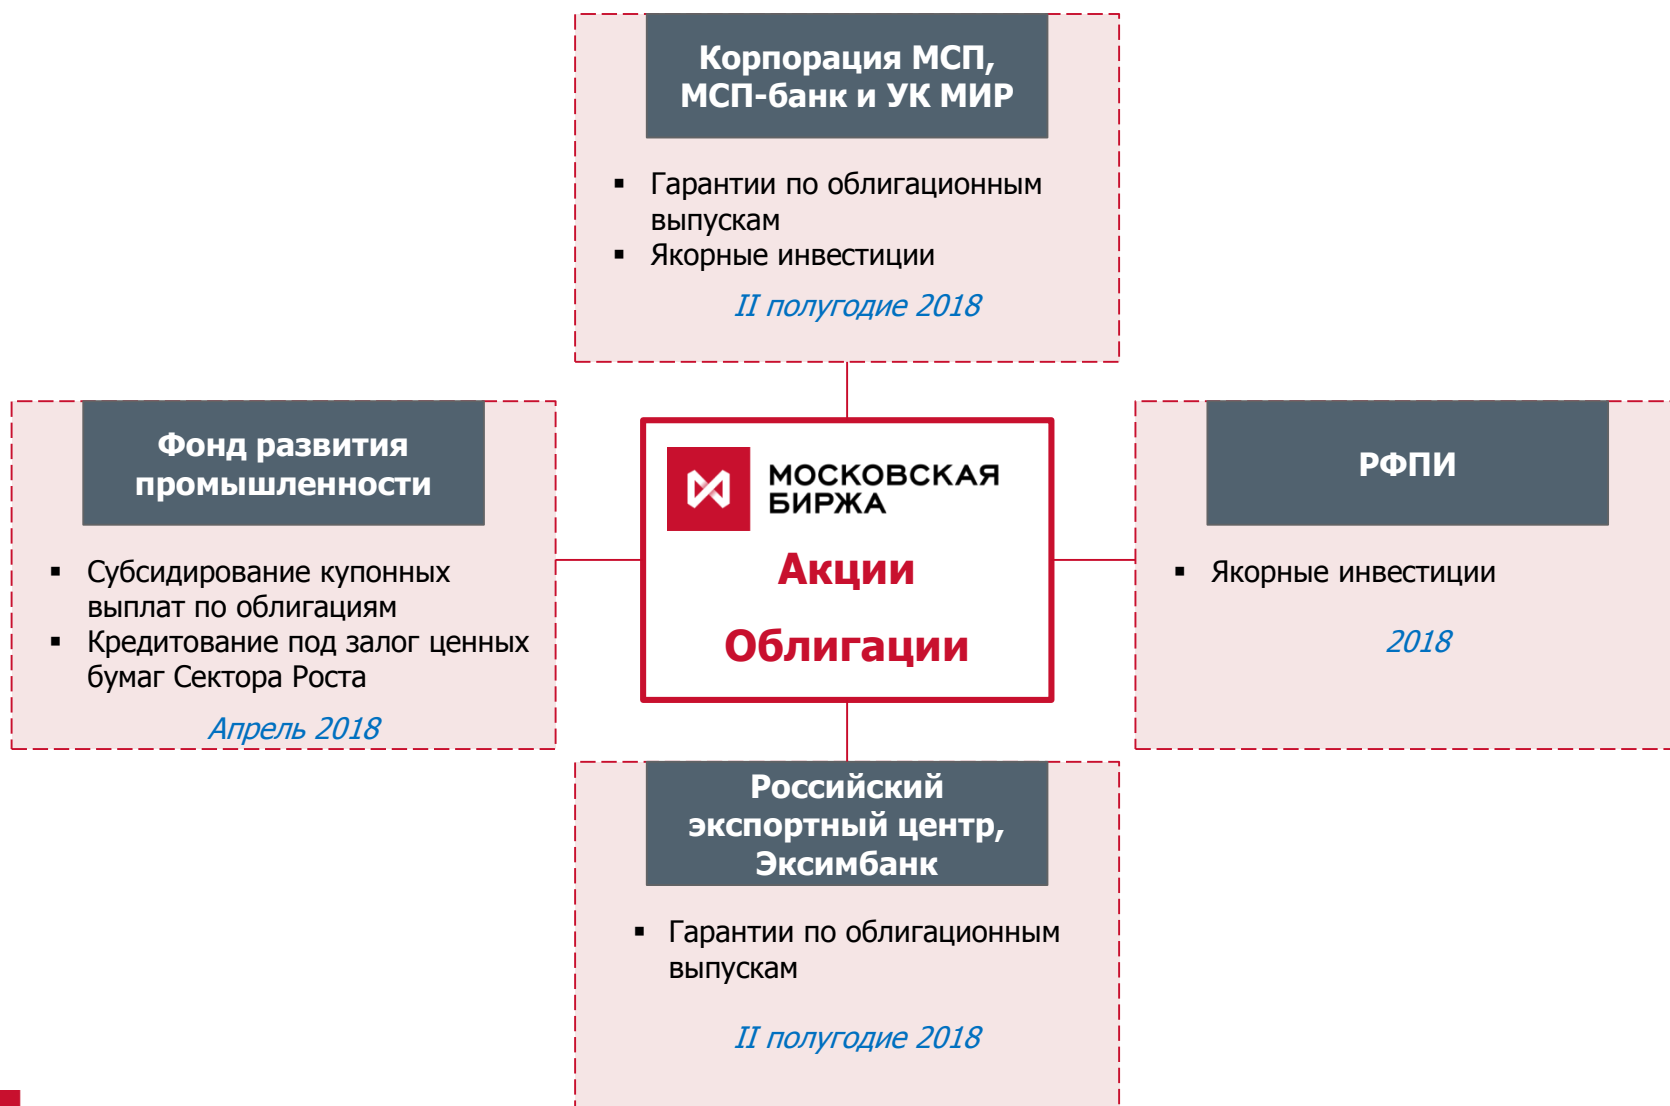 Корпорация МСП,
МСП-банк и УК МИР
▪ Гарантии по облигационным
выпускам
▪ Якорные инвестиции
II полугодие 2018
Фонд развития
промышленности
▪ Субсидирование купонных
выплат по облигациям
▪ Кредитование под залог ценных
бумаг Сектора Роста
Апрель 2018
МОСКОВСКАЯ
БИРЖА
Акции
Облигации
РФПИ
▪ Якорные инвестиции
2018
Российский
экспортный центр,
Эксимбанк
▪ Гарантии по облигационным
выпускам
II полугодие 2018